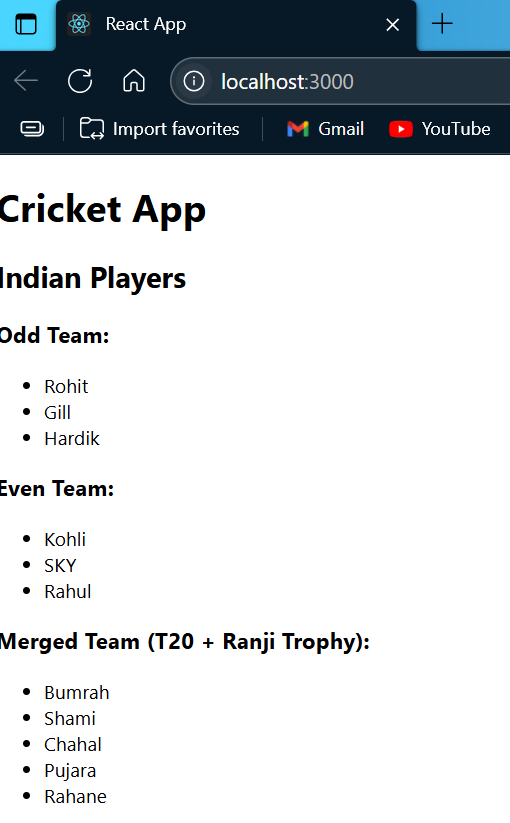 React App
localhost:3000
Import favorites Gmail YouTube
Cricket App
Indian Players
Odd Team:
Rohit
Gill
Hardik
Even Team:
Kohli
SKY
Rahul
Merged Team (T20 + Ranji Trophy):
Bumrah
Shami
Chahal
Pujara
Rahane